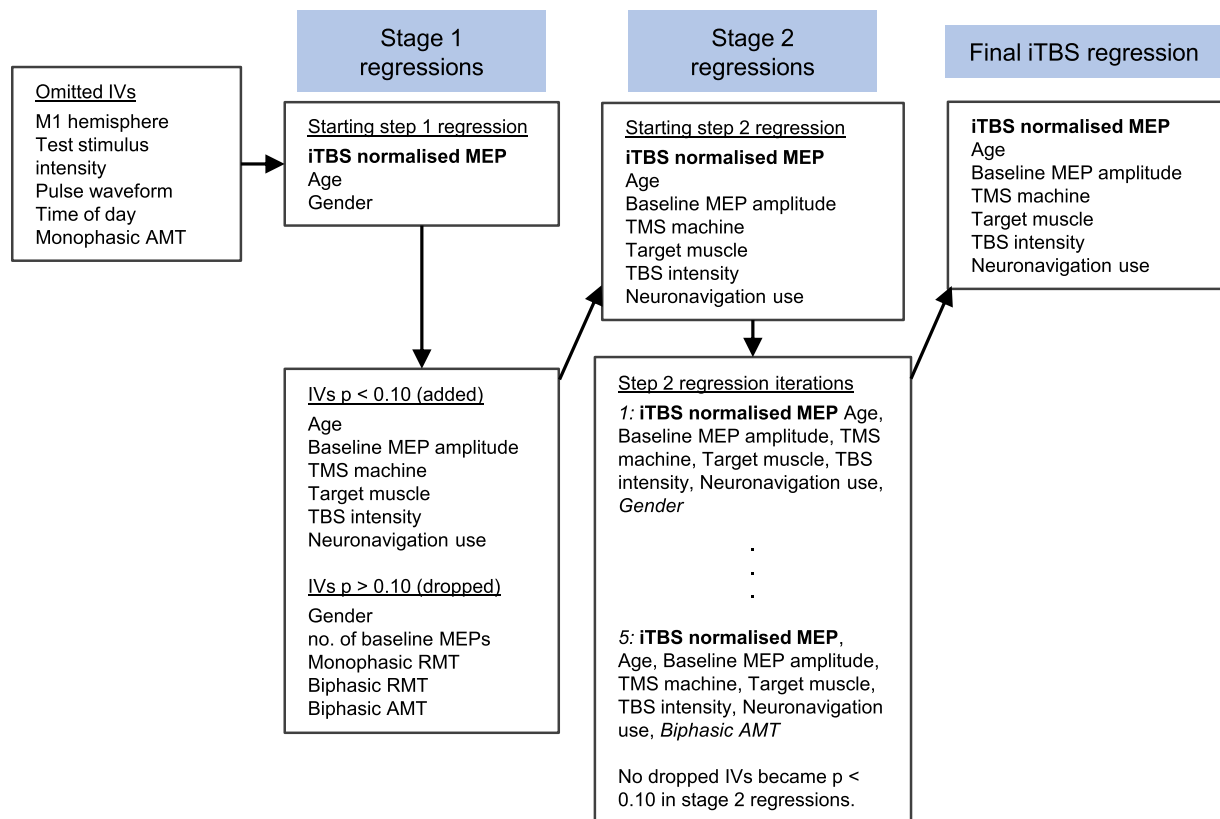 Stage 1
regressions
Stage 2
regressions
Final iTBS regression
Omitted IVs
M1 hemisphere
Test stimulus
intensity
Pulse waveform
Time of day
Monophasic AMT
Starting step 1 regression
iTBS normalised MEP
Age
Gender
IVs p < 0.10 (added)
Age
Baseline MEP amplitude
TMS machine
Target muscle
TBS intensity
Neuronavigation use
IVs p > 0.10 (dropped)
Gender
no. of baseline MEPs
Monophasic RMT
Biphasic RMT
Biphasic AMT
Starting step 2 regression
iTBS normalised MEP
Age
Baseline MEP amplitude
TMS machine
Target muscle
TBS intensity
Neuronavigation use
Step 2 regression iterations
1: iTBS normalised MEP Age,
Baseline MEP amplitude, TMS
machine, Target muscle, TBS
intensity, Neuronavigation use,
Gender
.
.
.
5: iTBS normalised MEP,
Age, Baseline MEP amplitude,
TMS machine, Target muscle,
TBS intensity, Neuronavigation
use, Biphasic AMT
No dropped IVs became p <
0.10 in stage 2 regressions.
iTBS normalised MEP
Age
Baseline MEP amplitude
TMS machine
Target muscle
TBS intensity
Neuronavigation use